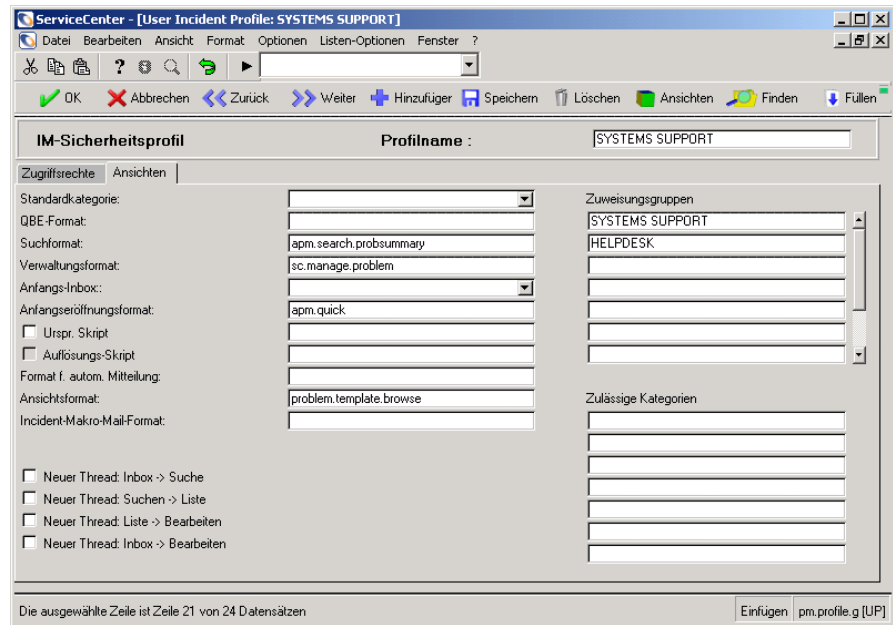 ServiceCenter - [User Incident Profile: SYSTEMS SUPPORT]
Datei Bearbeiten Ansicht Format Optionen Listen-Optionen Fenster ?
OK Abbrechen Zurück Weiter Hinzufüger Speichern Löschen Ansichten Finden Füllen
IM-Sicherheitsprofil Profilname : SYSTEMS SUPPORT
Zugriffsrechte Ansichten
Standardkategorie: Zuweisungsgruppen
QBE-Format: SYSTEMS SUPPORT
Suchformat: apm.search.probsummary HELPDESK
Verwaltungsformat: sc.manage.problem
Anfangs-Inbox::
Anfangseröffnungsformat: apm.quick
Urspr. Skript
Auflösungs-Skript
Format f. autom. Mitteilung:
Ansichtsformat: problem.template.browse Zulässige Kategorien
Incident-Makro-Mail-Format:
Neuer Thread: Inbox -> Suche
Neuer Thread: Suchen -> Liste
Neuer Thread: Liste -> Bearbeiten
Neuer Thread: Inbox -> Bearbeiten
Die ausgewählte Zeile ist Zeile 21 von 24 Datensätzen Einfügen pm.profile.g [UP]